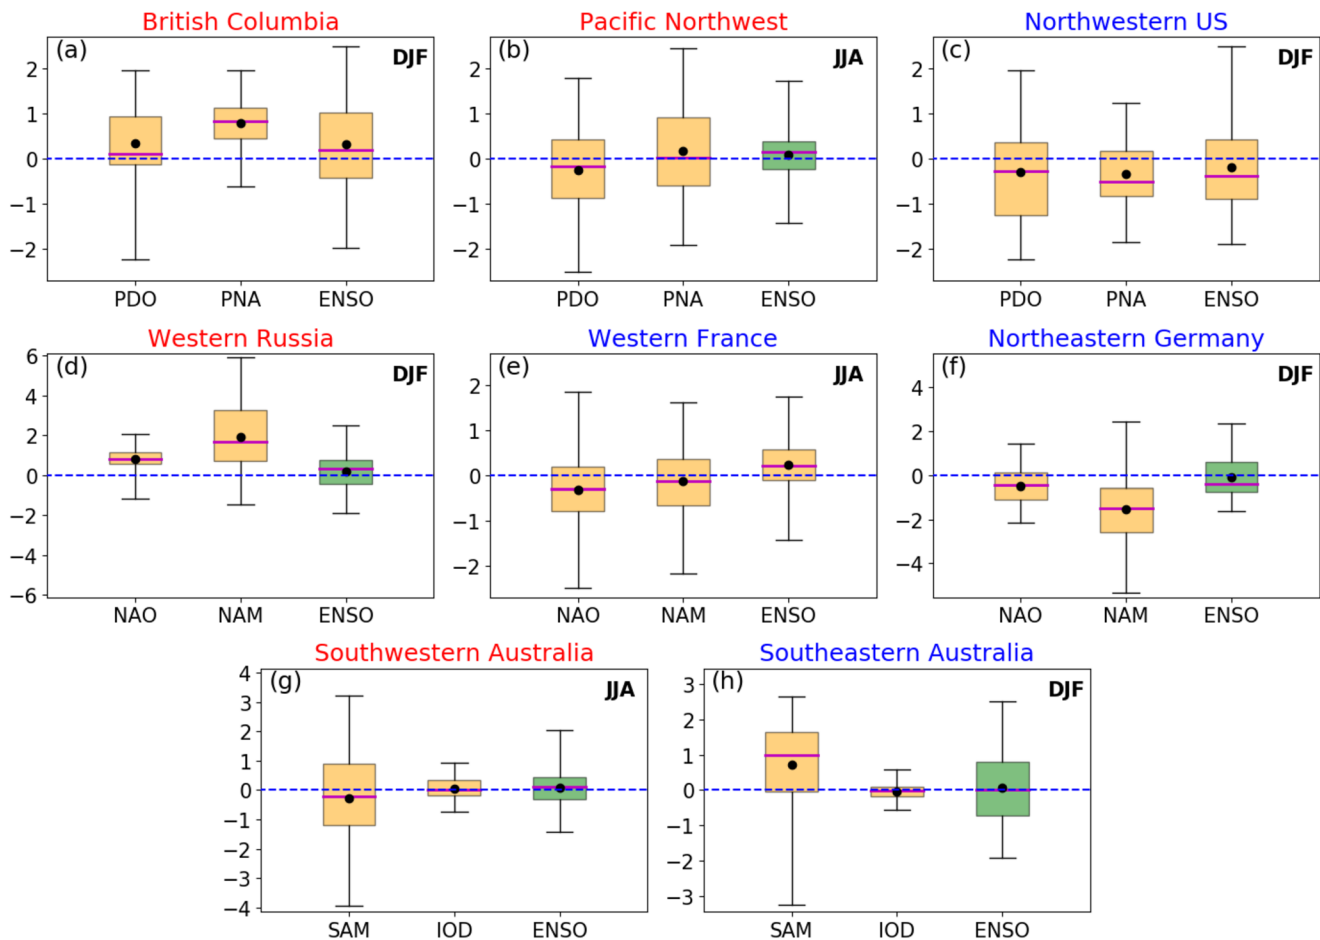 British Columbia
(a)
DJF
2
1
0
−1
−2
PDO PNA ENSO
Pacific Northwest
(b)
JJA
2
1
0
−1
−2
PDO PNA ENSO
Northwestern US
(c)
DJF
2
1
0
−1
−2
PDO PNA ENSO
Western Russia
(d)
DJF
6
4
2
0
−2
−4
−6
NAO NAM ENSO
Western France
(e)
JJA
2
1
0
−1
−2
NAO NAM ENSO
Northeastern Germany
(f)
DJF
4
2
0
−2
−4
NAO NAM ENSO
Southwestern Australia
(g)
JJA
4
3
2
1
0
−1
−2
−3
−4
SAM IOD ENSO
Southeastern Australia
(h)
DJF
3
2
1
0
−1
−2
−3
SAM IOD ENSO